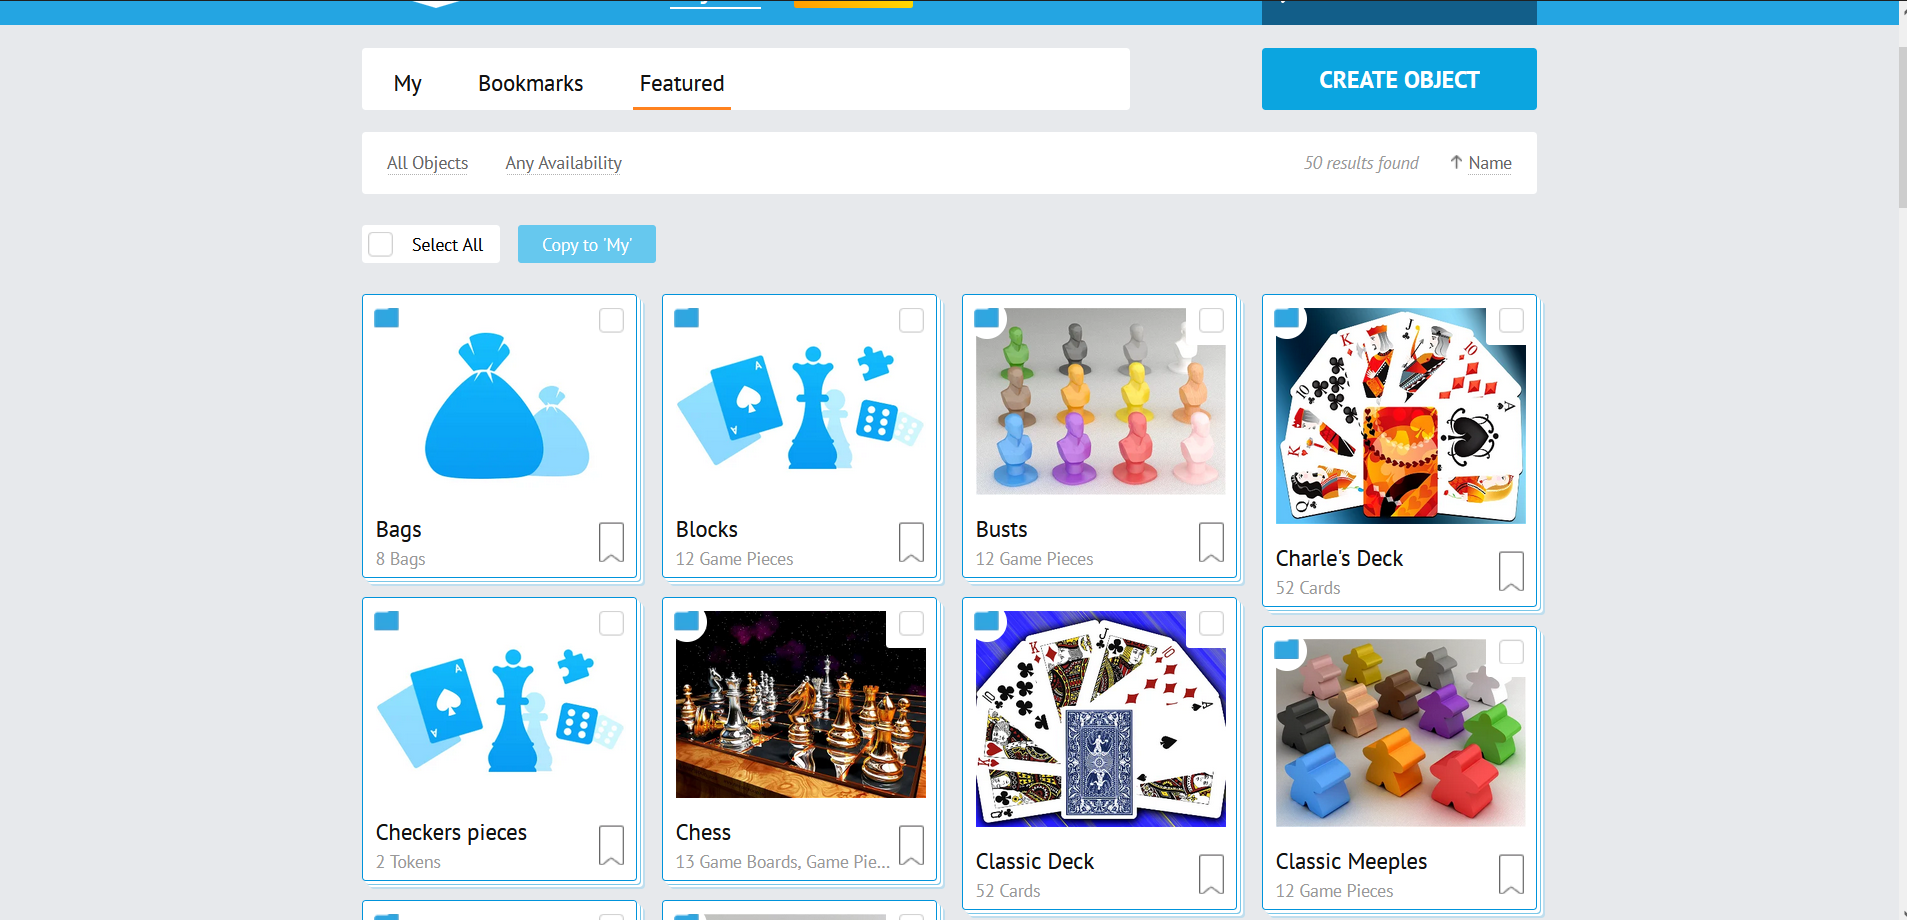 My
Bookmarks
Featured
CREATE OBJECT
All Objects
Any Availability
50 results found
Name
Select All
Copy to 'My'
Bags
8 Bags
Blocks
12 Game Pieces
Busts
12 Game Pieces
Charle's Deck
52 Cards
Checkers pieces
2 Tokens
Chess
13 Game Boards, Game Pie...
Classic Deck
52 Cards
Classic Meeples
12 Game Pieces